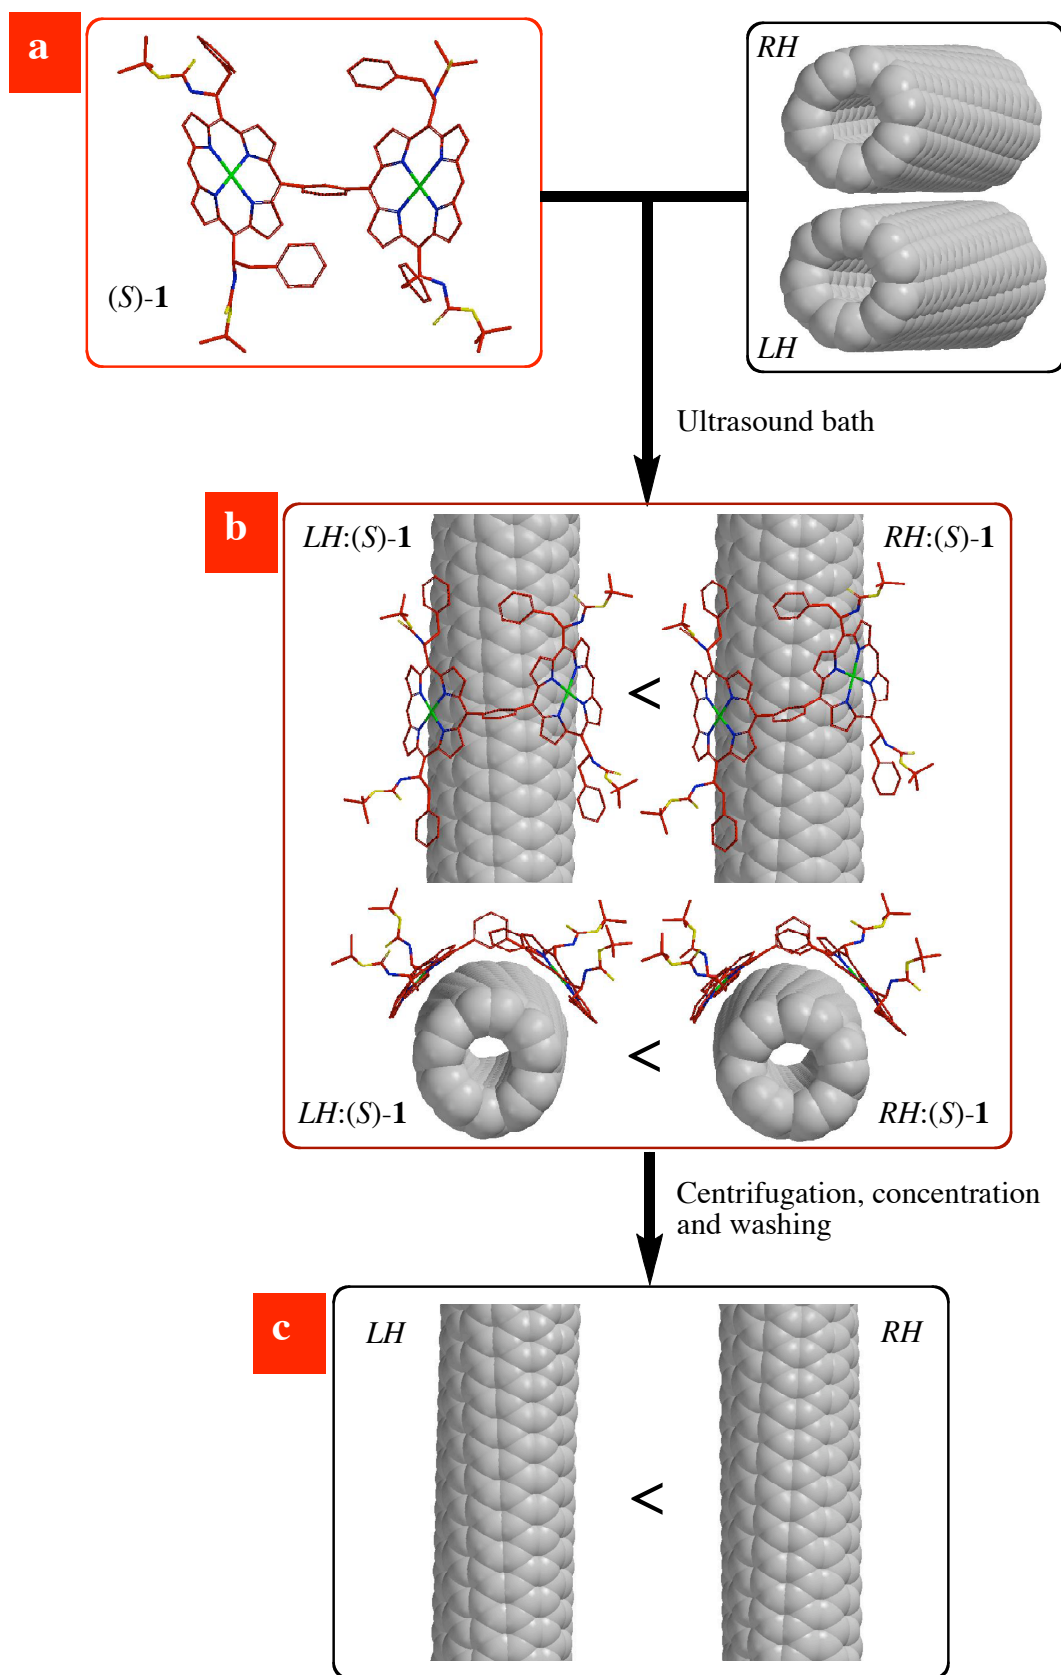 a
(S)-1
RH
LH
Ultrasound bath
b
LH:(S)-1
RH:(S)-1
<
<
LH:(S)-1
RH:(S)-1
Centrifugation, concentration
and washing
c
LH
RH
<